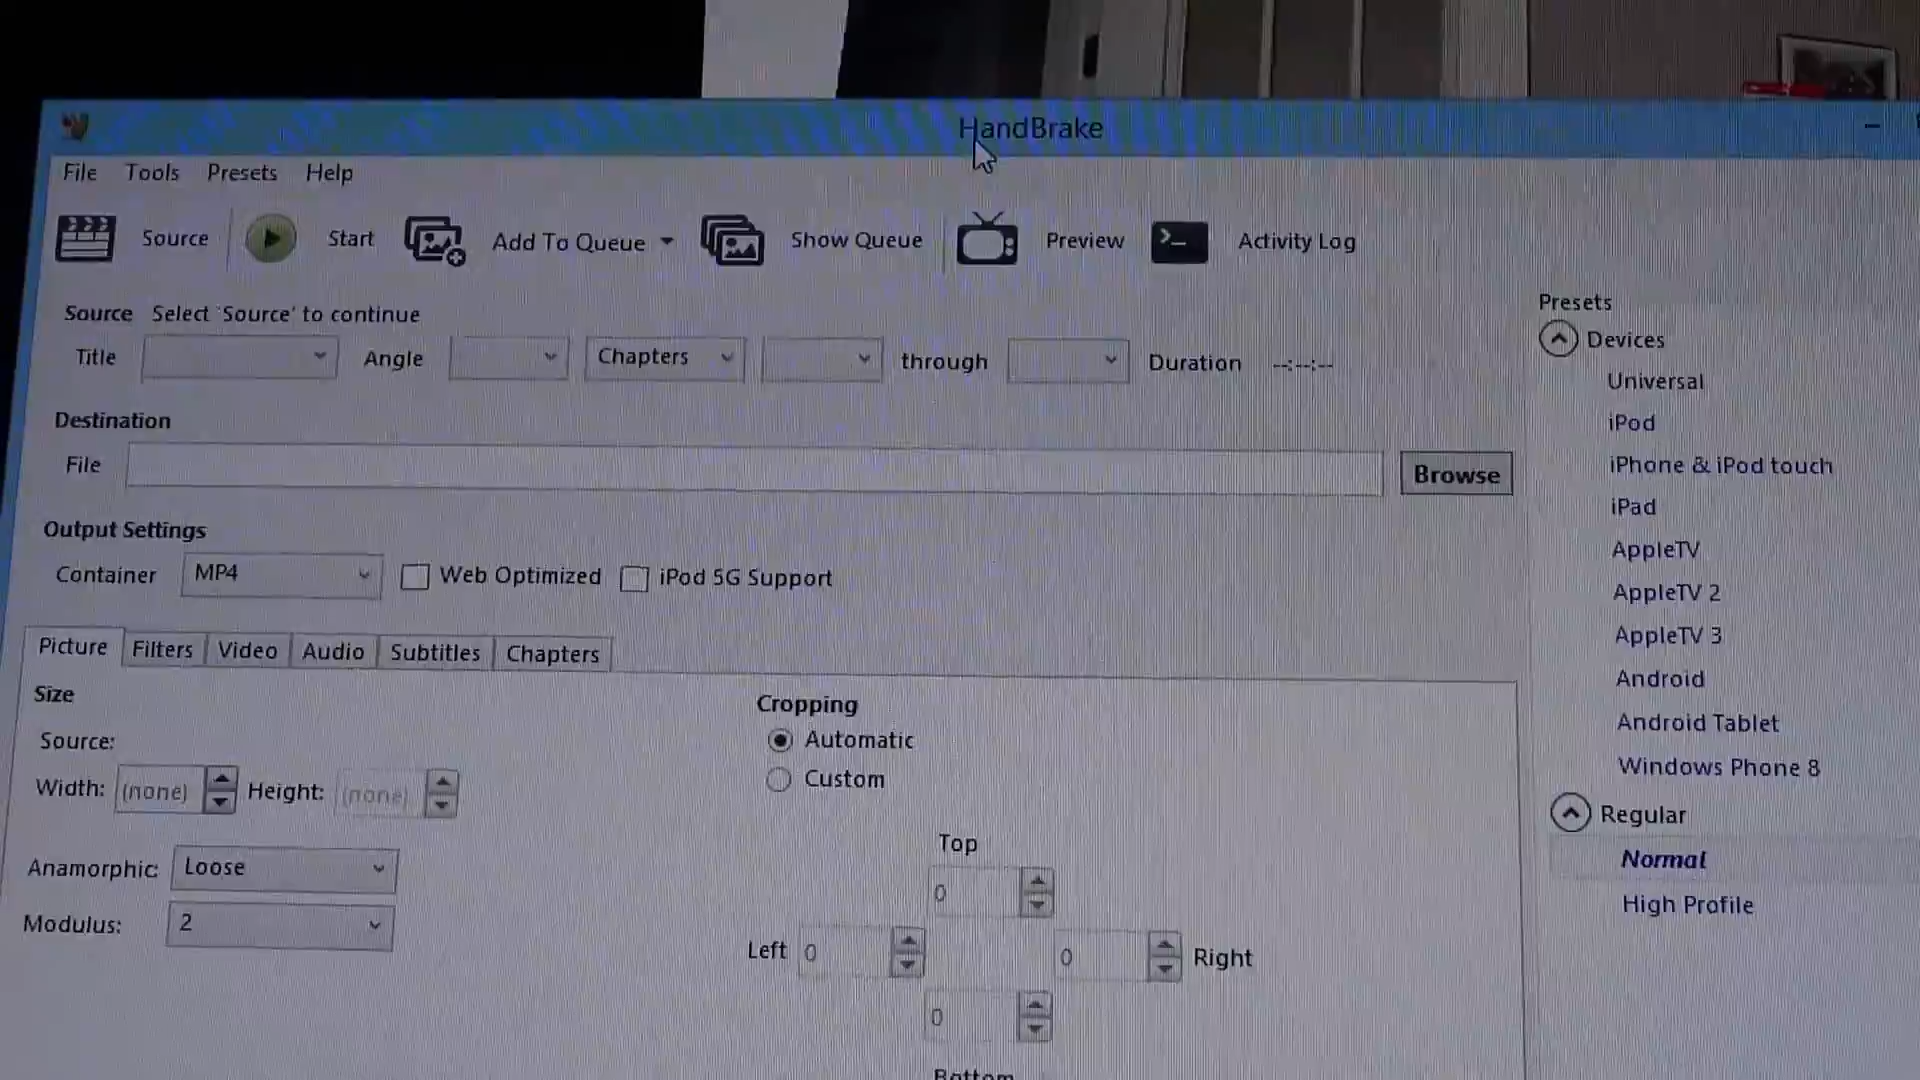 HandBrake
File Tools Presets Help
Source Start Add To Queue Show Queue Preview Activity Log
Source Select 'Source' to continue
Title Angle Chapters through Duration --:--:--
Destination
File Browse
Output Settings
Container MP4 Web Optimized iPod 5G Support
Picture Filters Video Audio Subtitles Chapters
Size
Source:
Width: (none) Height: (none)
Anamorphic: Loose
Modulus: 2
Cropping
Automatic
Custom
Top
0
Left 0 0 Right
0
Bottom
Presets
Devices
Universal
iPod
iPhone & iPod touch
iPad
AppleTV
AppleTV 2
AppleTV 3
Android
Android Tablet
Windows Phone 8
Regular
Normal
High Profile